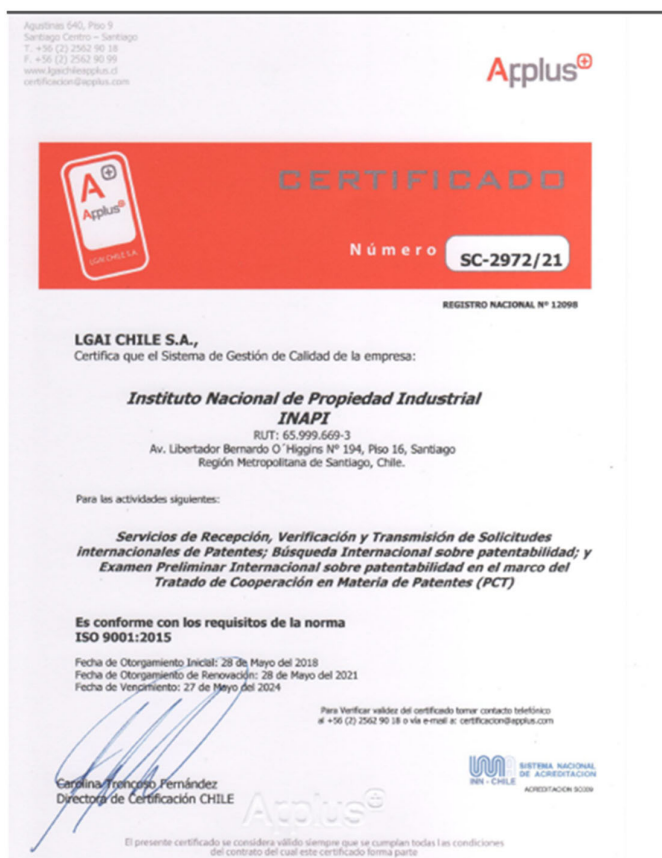 Agustinas 640, Piso 9
Santiago Centro – Santiago
T. +56 (2) 2562 90 18
F. +56 (2) 2562 90 99
www.lgaichileapplus.cl
certificacion@applus.com
Applus+
CERTIFICADO
A+
Applus+
LGAI CHILE S.A.
Número SC-2972/21
REGISTRO NACIONAL Nº 12098
LGAI CHILE S.A.,
Certifica que el Sistema de Gestión de Calidad de la empresa:
Instituto Nacional de Propiedad Industrial
INAPI
RUT: 65.999.669-3
Av. Libertador Bernardo O´Higgins Nº 194, Piso 16, Santiago
Región Metropolitana de Santiago, Chile.
Para las actividades siguientes:
Servicios de Recepción, Verificación y Transmisión de Solicitudes
internacionales de Patentes; Búsqueda Internacional sobre patentabilidad; y
Examen Preliminar Internacional sobre patentabilidad en el marco del
Tratado de Cooperación en Materia de Patentes (PCT)
Es conforme con los requisitos de la norma
ISO 9001:2015
Fecha de Otorgamiento Inicial: 28 de Mayo del 2018
Fecha de Otorgamiento de Renovación: 28 de Mayo del 2021
Fecha de Vencimiento: 27 de Mayo del 2024
Para Verificar validez del certificado tomar contacto telefónico
al +56 (2) 2562 90 18 o vía e-mail a: certificacion@applus.com
INN - CHILE
SISTEMA NACIONAL
DE ACREDITACION
ACREDITACION SC009
Carolina Troncoso Fernández
Directora de Certificación CHILE
Applus+
El presente certificado se considera válido siempre que se cumplan todas las condiciones
del contrato del cual este certificado forma parte